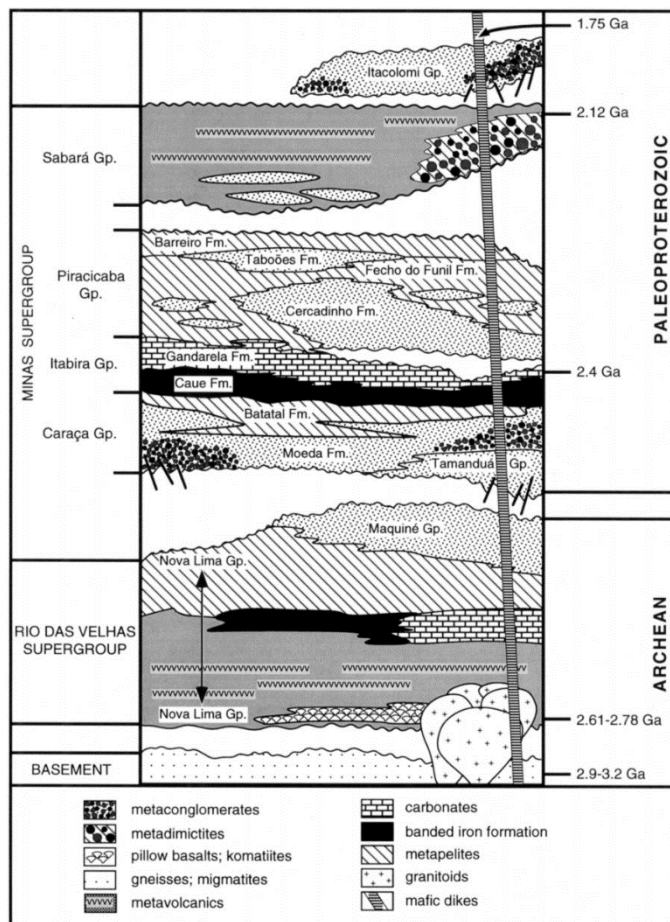 1.75 Ga
Itacolomi Gp.
2.12 Ga
Sabará Gp.
Barreiro Fm.
Taboões Fm.
Fecho do Funil Fm.
Piracicaba
Gp.
Cercadinho Fm.
MINAS SUPERGROUP
PALEOPROTEROZOIC
Itabira Gp.
Gandarela Fm.
2.4 Ga
Caue Fm.
Batatal Fm.
Caraça Gp.
Moeda Fm.
Tamanduá Gp.
Maquiné Gp.
Nova Lima Gp.
RIO DAS VELHAS
SUPERGROUP
ARCHEAN
Nova Lima Gp.
2.61-2.78 Ga
BASEMENT
2.9-3.2 Ga
metaconglomerates
metadimictites
pillow basalts; komatiites
gneisses; migmatites
metavolcanics
carbonates
banded iron formation
metapelites
granitoids
mafic dikes